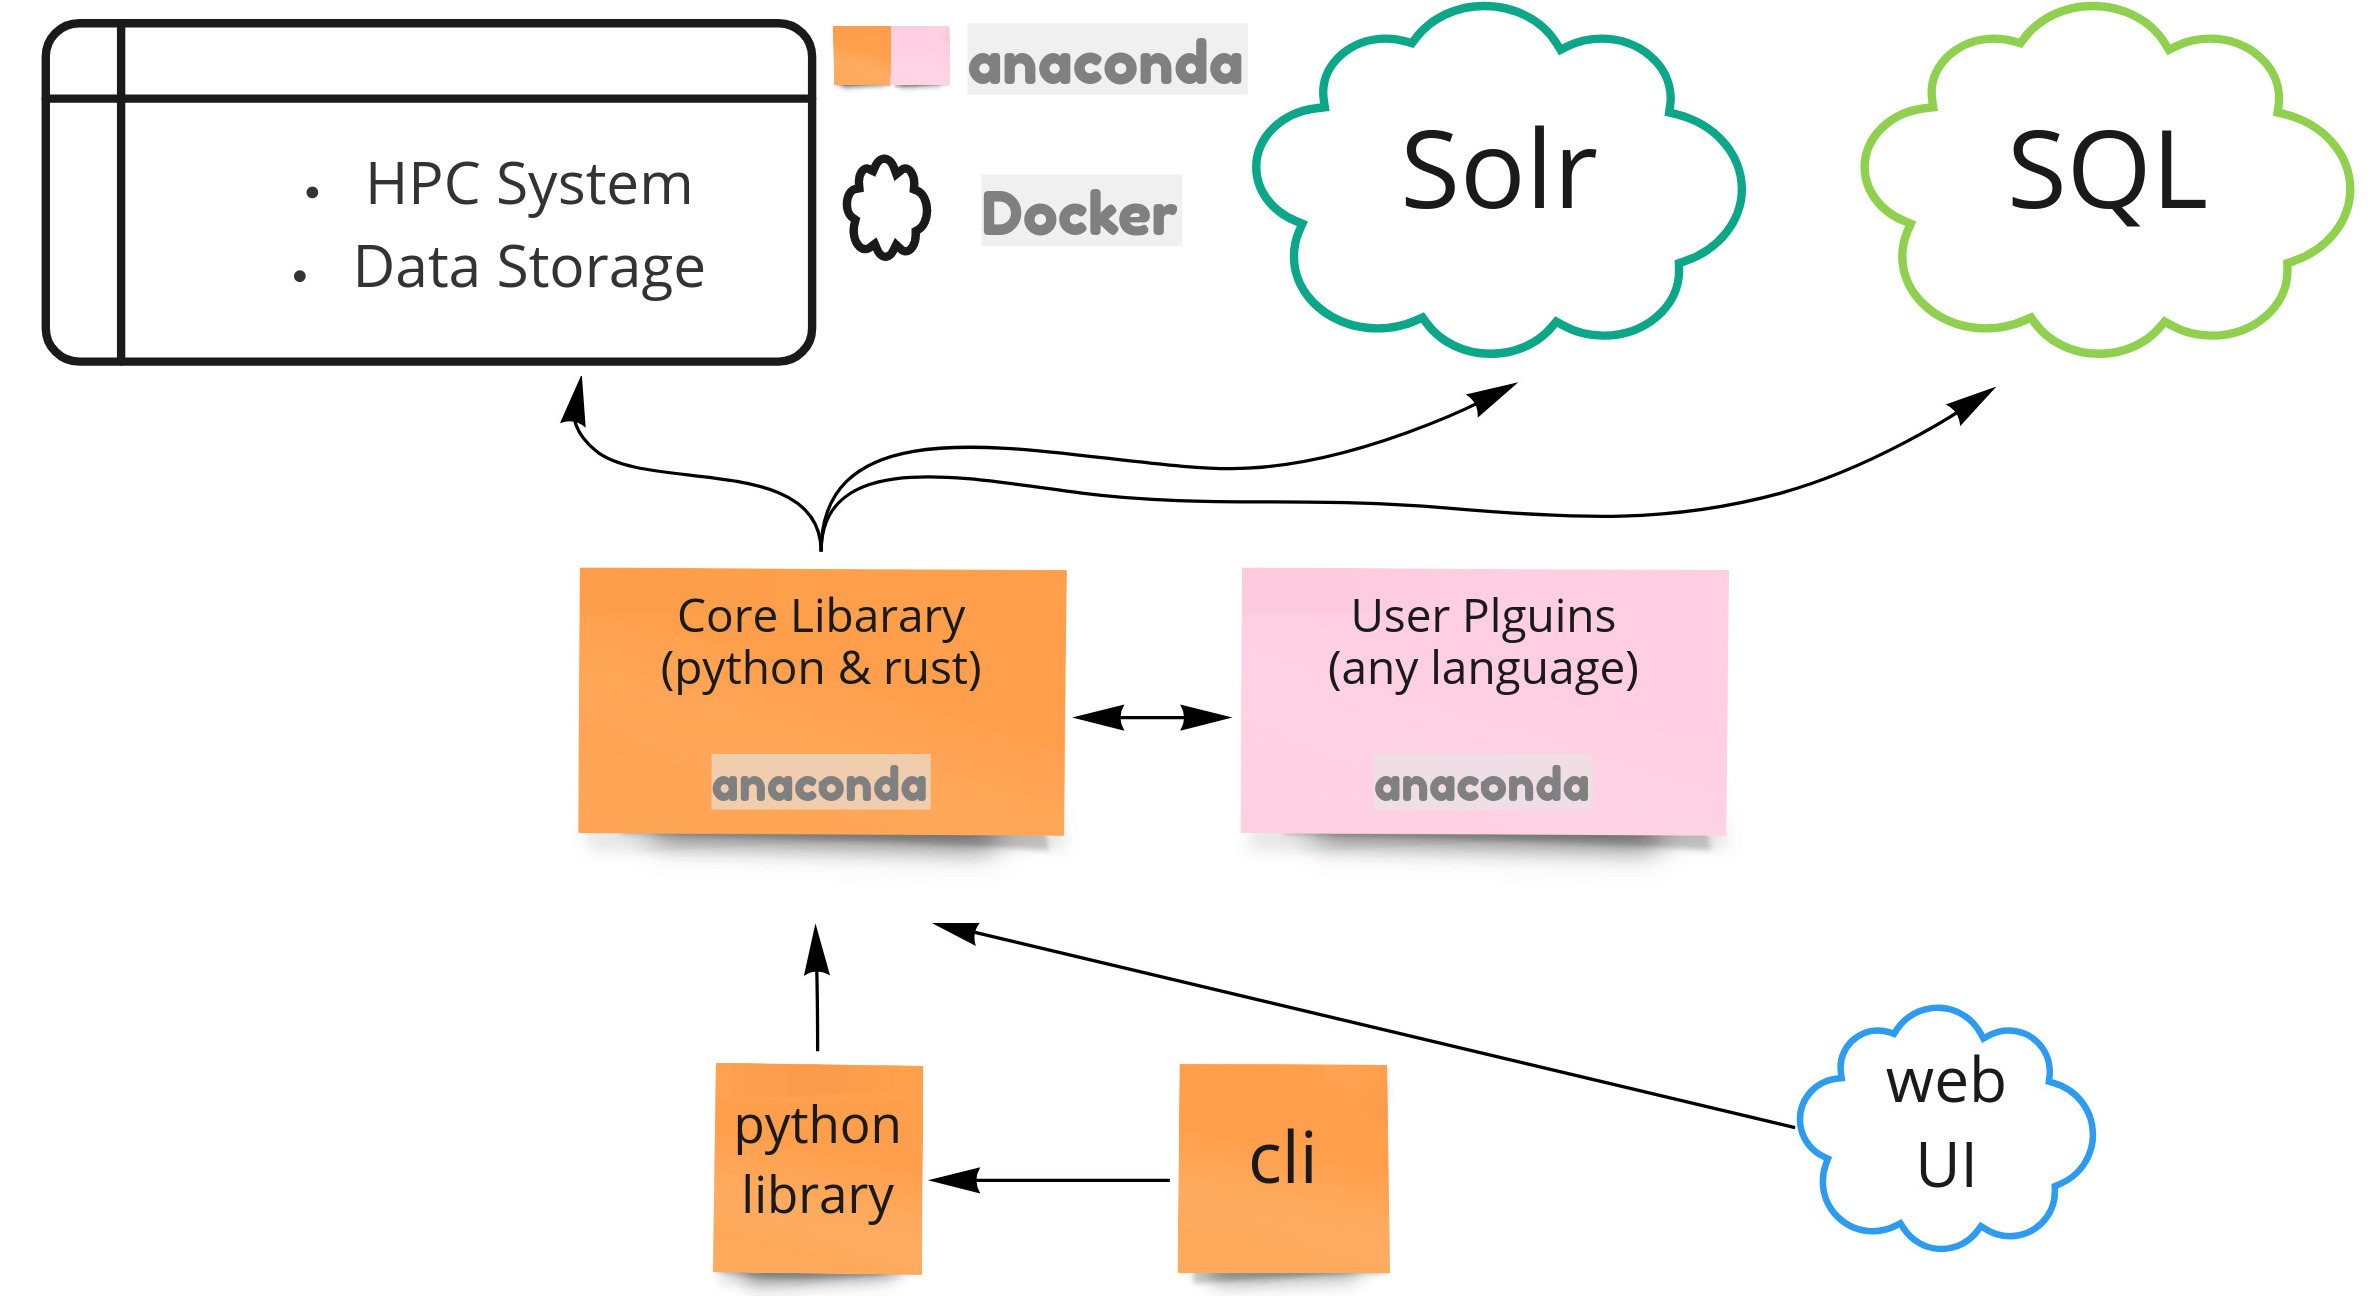 • HPC System
• Data Storage
anaconda
Docker
Solr
SQL
Core Libarary
(python & rust)
anaconda
User Plguins
(any language)
anaconda
python
library
cli
web
UI